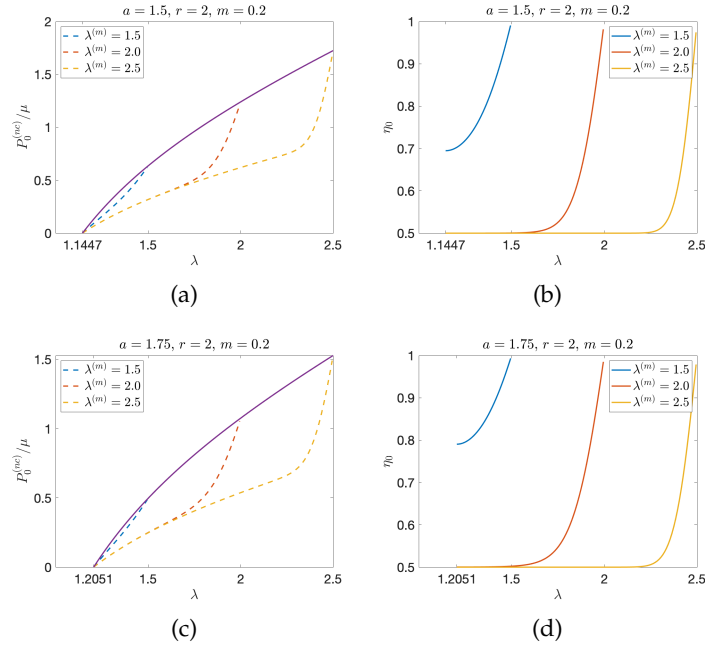 a = 1.5, r = 2, m = 0.2
P₀⁽ⁿᶜ⁾/μ
2
1.5
1
0.5
0
λ⁽ᵐ⁾ = 1.5
λ⁽ᵐ⁾ = 2.0
λ⁽ᵐ⁾ = 2.5
1.1447 1.5 2 2.5
λ
(a)
a = 1.5, r = 2, m = 0.2
η₀
1
0.9
0.8
0.7
0.6
0.5
λ⁽ᵐ⁾ = 1.5
λ⁽ᵐ⁾ = 2.0
λ⁽ᵐ⁾ = 2.5
1.1447 1.5 2 2.5
λ
(b)
a = 1.75, r = 2, m = 0.2
P₀⁽ⁿᶜ⁾/μ
1.5
1
0.5
0
λ⁽ᵐ⁾ = 1.5
λ⁽ᵐ⁾ = 2.0
λ⁽ᵐ⁾ = 2.5
1.2051 1.5 2 2.5
λ
(c)
a = 1.75, r = 2, m = 0.2
η₀
1
0.9
0.8
0.7
0.6
0.5
λ⁽ᵐ⁾ = 1.5
λ⁽ᵐ⁾ = 2.0
λ⁽ᵐ⁾ = 2.5
1.2051 1.5 2 2.5
λ
(d)